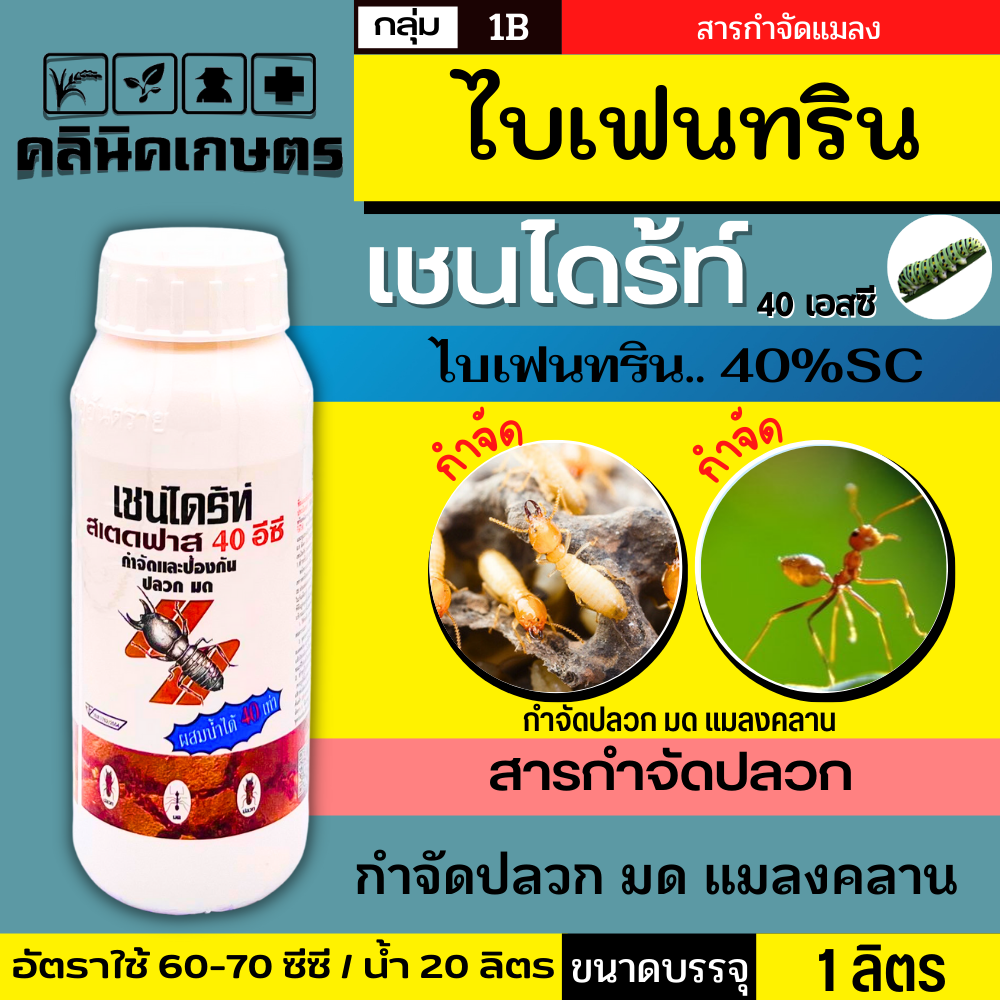 กลุ่ม 1B สารกำจัดแมลง
คลินิคเกษตร
ไบเฟนทริน
เชนไดร้ท์
40 เอสซี
ไบเฟนทริน.. 40%SC
กำจัด
กำจัด
เชนไดร้ท์
สเตดฟาส 40 อีซี
กำจัดและป้องกัน
ปลวก มด
ผสมน้ำได้ 40 เท่า
มด
กำจัดปลวก มด แมลงคลาน
สารกำจัดปลวก
กำจัดปลวก มด แมลงคลาน
อัตราใช้ 60-70 ซีซี / น้ำ 20 ลิตร
ขนาดบรรจุ
1 ลิตร